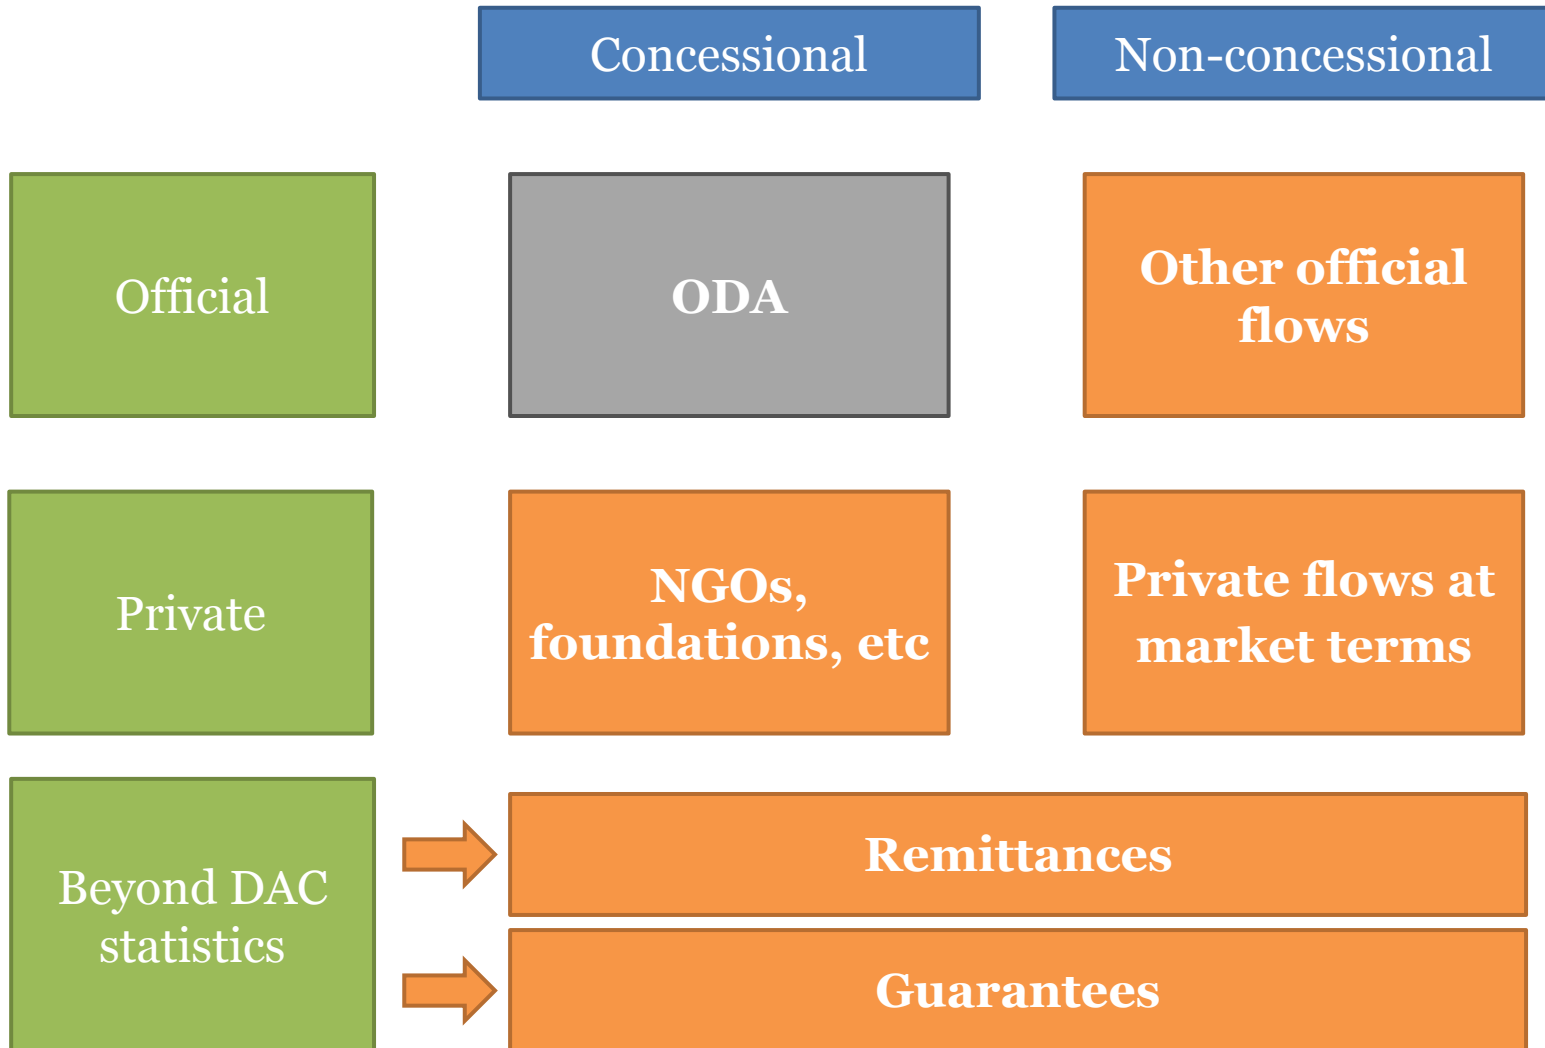 Concessional
Non-concessional
Official
ODA
Other official
flows
Private
NGOs,
foundations, etc
Private flows at
market terms
Beyond DAC
statistics
Remittances
Guarantees